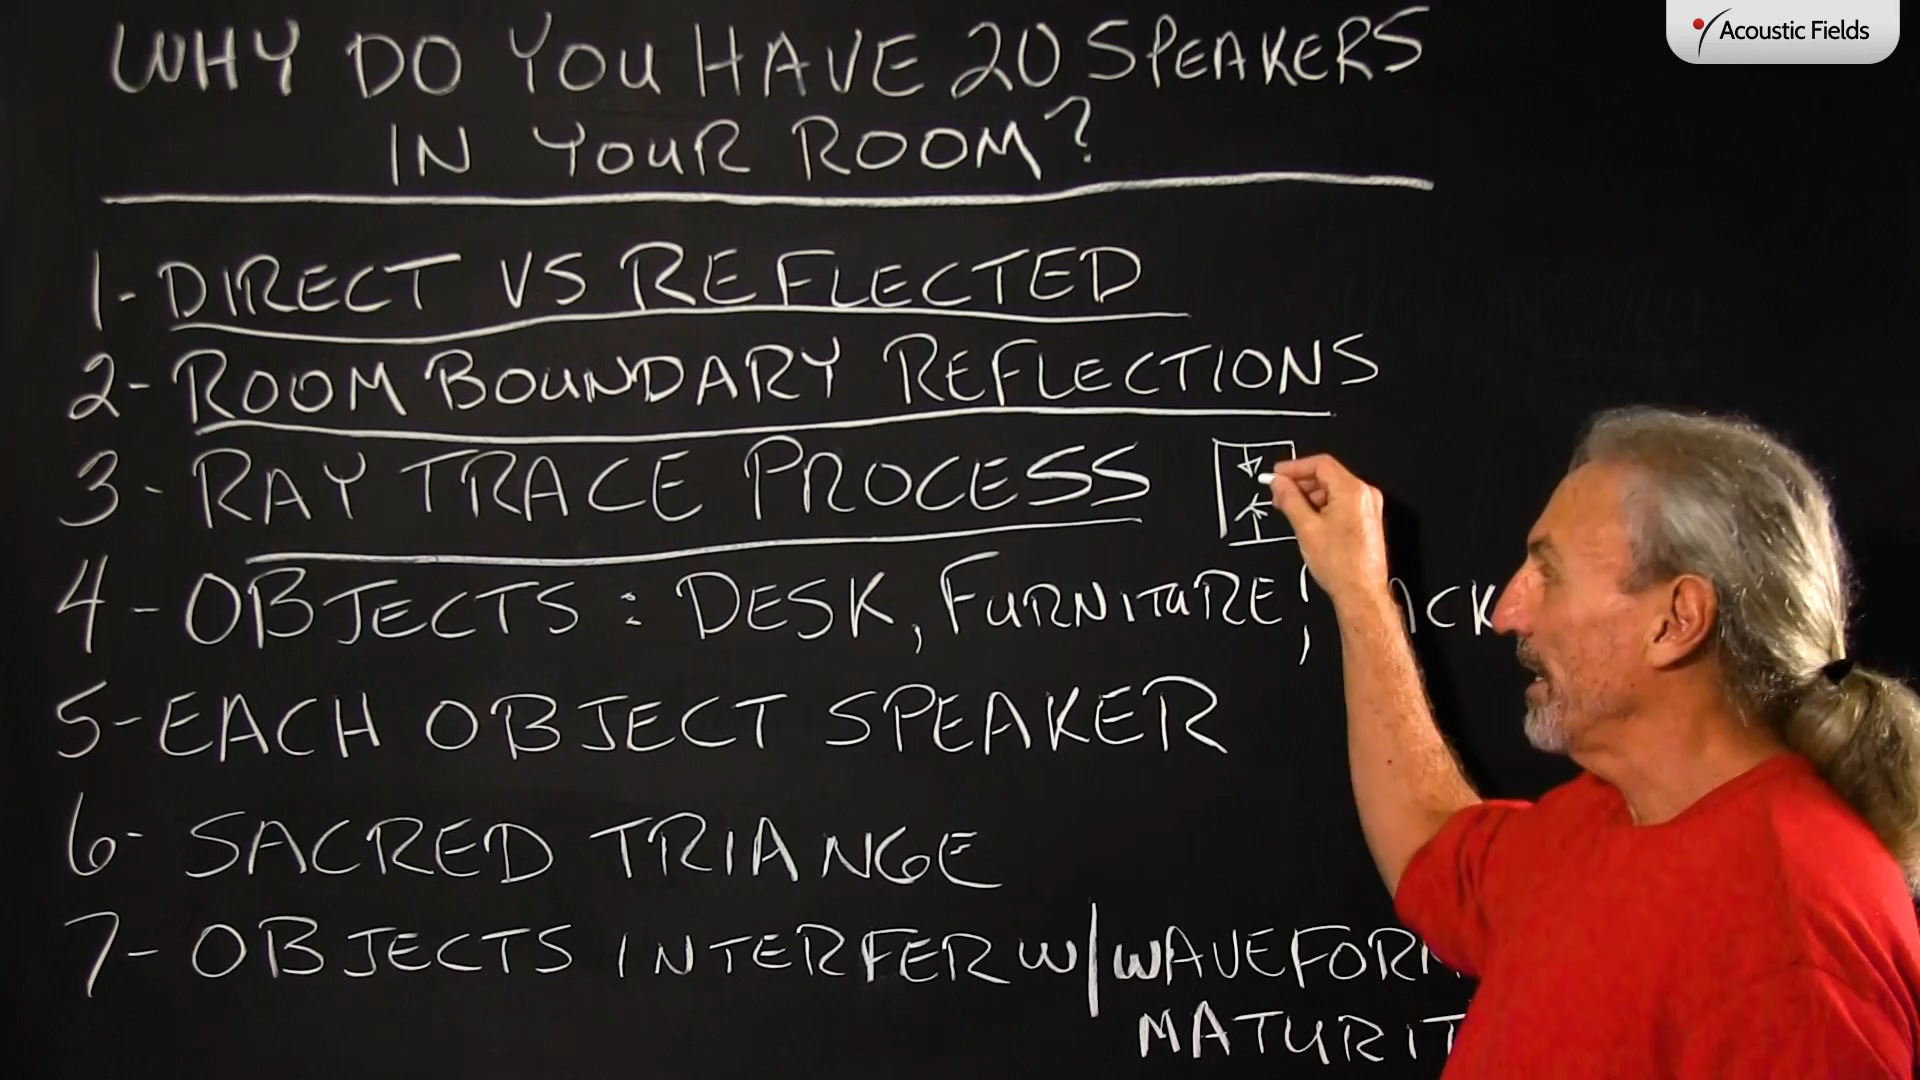 Acoustic Fields
WHY DO YOU HAVE 20 SPEAKERS
IN YOUR ROOM?
1- DIRECT VS REFLECTED
2- ROOM BOUNDARY REFLECTIONS
3- RAY TRACE PROCESS
4- OBJECTS: DESK, FURNITURE,
5- EACH OBJECT SPEAKER
6- SACRED TRIANGE
7- OBJECTS INTERFER W/WAVEFORM